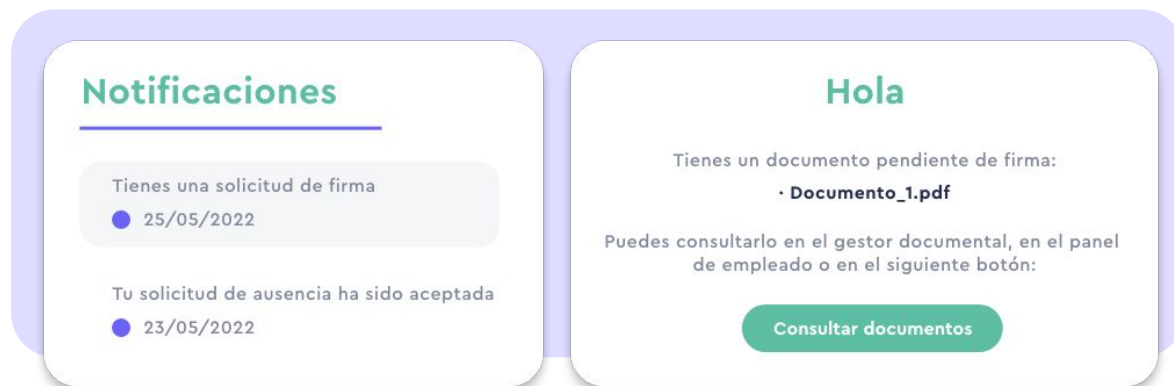 Notificaciones
Tienes una solicitud de firma
25/05/2022
Tu solicitud de ausencia ha sido aceptada
23/05/2022
Hola
Tienes un documento pendiente de firma:
· Documento_1.pdf
Puedes consultarlo en el gestor documental, en el panel
de empleado o en el siguiente botón:
Consultar documentos